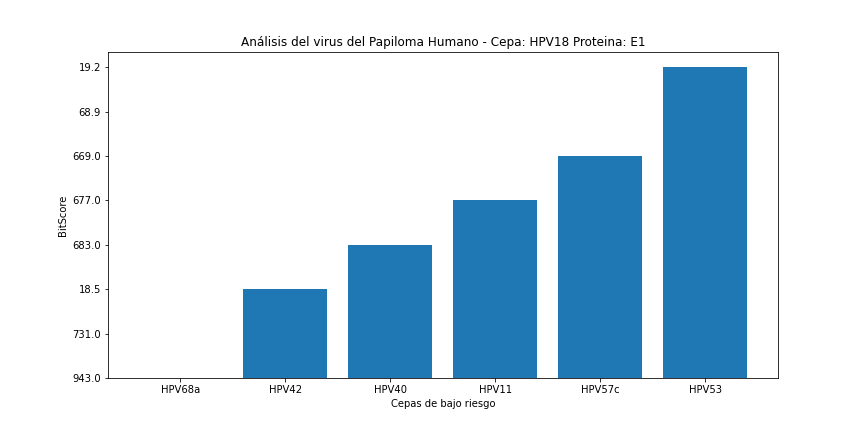 Análisis del virus del Papiloma Humano - Cepa: HPV18 Proteina: E1
19.2
68.9
669.0
677.0
683.0
18.5
731.0
943.0
BitScore
HPV68a
HPV42
HPV40
HPV11
HPV57c
HPV53
Cepas de bajo riesgo